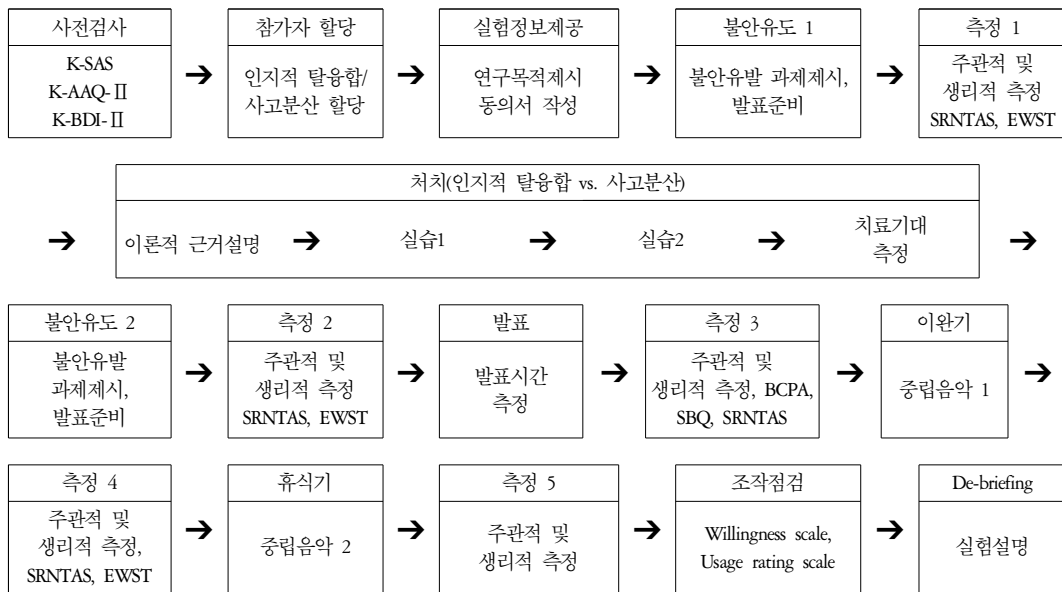 사전검사
K-SAS
K-AAQ-Ⅱ
K-BDI-Ⅱ
참가자 할당
인지적 탈융합/
사고분산 할당
실험정보제공
연구목적제시
동의서 작성
불안유도 1
불안유발 과제제시,
발표준비
측정 1
주관적 및
생리적 측정
SRNTAS, EWST
처치(인지적 탈융합 vs. 사고분산)
이론적 근거설명
실습1
실습2
치료기대
측정
불안유도 2
불안유발
과제제시,
발표준비
측정 2
주관적 및
생리적 측정
SRNTAS, EWST
발표
발표시간
측정
측정 3
주관적 및
생리적 측정, BCPA,
SBQ, SRNTAS
이완기
중립음악 1
측정 4
주관적 및
생리적 측정,
SRNTAS, EWST
휴식기
중립음악 2
측정 5
주관적 및
생리적 측정
조작점검
Willingness scale,
Usage rating scale
De-briefing
실험설명